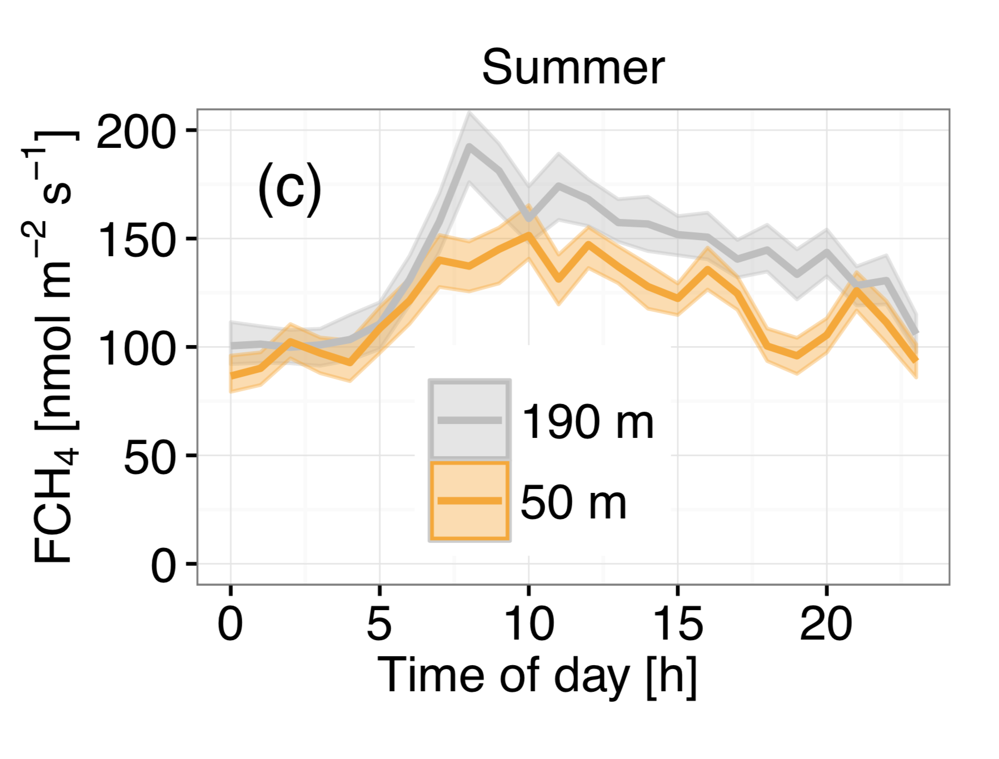 Summer
FCH₄ [nmol m⁻² s⁻¹]
200
150
100
50
0
(c)
190 m
50 m
0 5 10 15 20
Time of day [h]